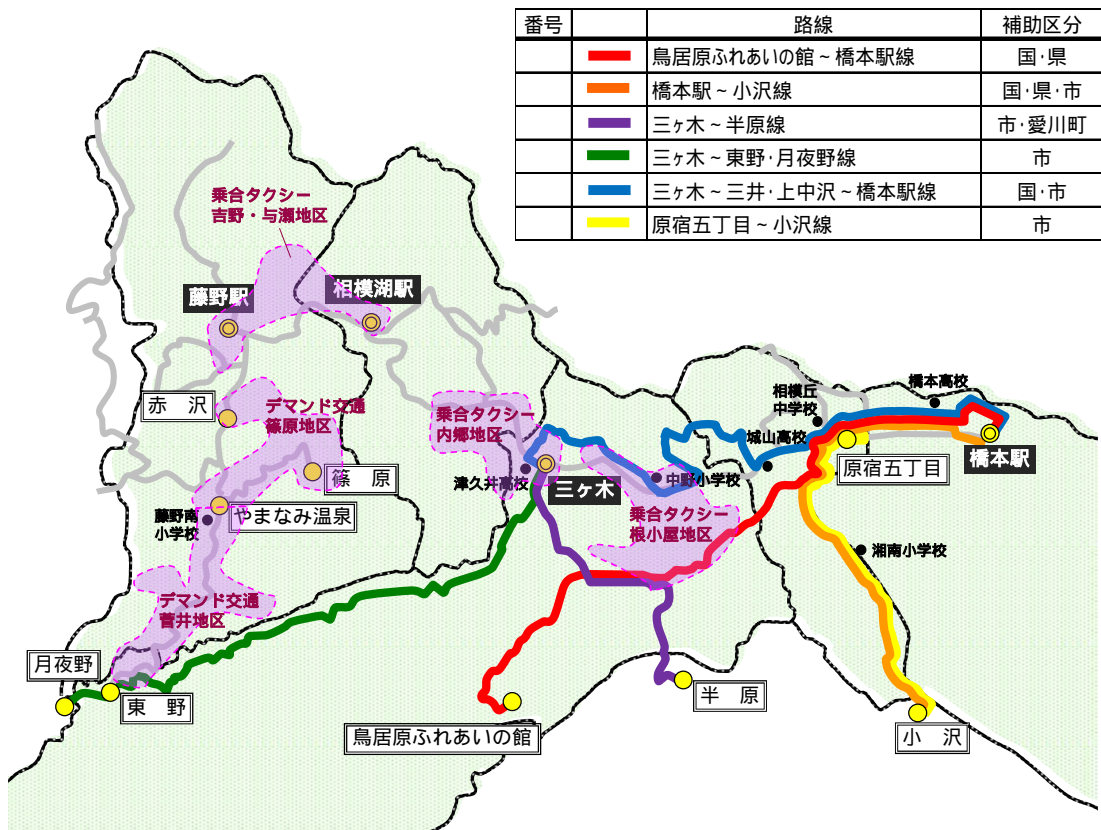 番号 路線 補助区分
鳥居原ふれあいの館～橋本駅線 国・県
橋本駅～小沢線 国・県・市
三ヶ木～半原線 市・愛川町
三ヶ木～東野・月夜野線 市
三ヶ木～三井・上中沢～橋本駅線 国・市
原宿五丁目～小沢線 市
乗合タクシー
吉野・与瀬地区
藤野駅
相模湖駅
赤 沢
デマンド交通
篠原地区
篠 原
乗合タクシー
内郷地区
津久井高校
三ヶ木
相模丘
中学校
橋本高校
城山高校
原宿五丁目
橋本駅
中野小学校
やまなみ温泉
藤野南
小学校
乗合タクシー
根小屋地区
湘南小学校
デマンド交通
菅井地区
月夜野
東 野
鳥居原ふれあいの館
半 原
小 沢